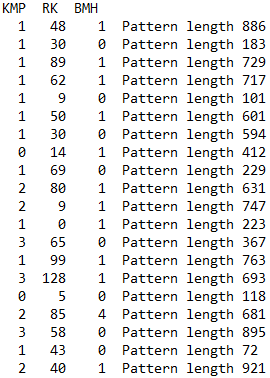 KMP RK BMH
1 48 1 Pattern length 886
1 30 0 Pattern length 183
1 89 1 Pattern length 729
1 62 1 Pattern length 717
1 9 0 Pattern length 101
1 50 1 Pattern length 601
1 30 0 Pattern length 594
0 14 1 Pattern length 412
1 69 0 Pattern length 229
2 80 1 Pattern length 631
2 9 1 Pattern length 747
1 0 1 Pattern length 223
3 65 0 Pattern length 367
1 99 1 Pattern length 763
3 128 1 Pattern length 693
0 5 0 Pattern length 118
2 85 4 Pattern length 681
3 58 0 Pattern length 895
1 43 0 Pattern length 72
2 40 1 Pattern length 921